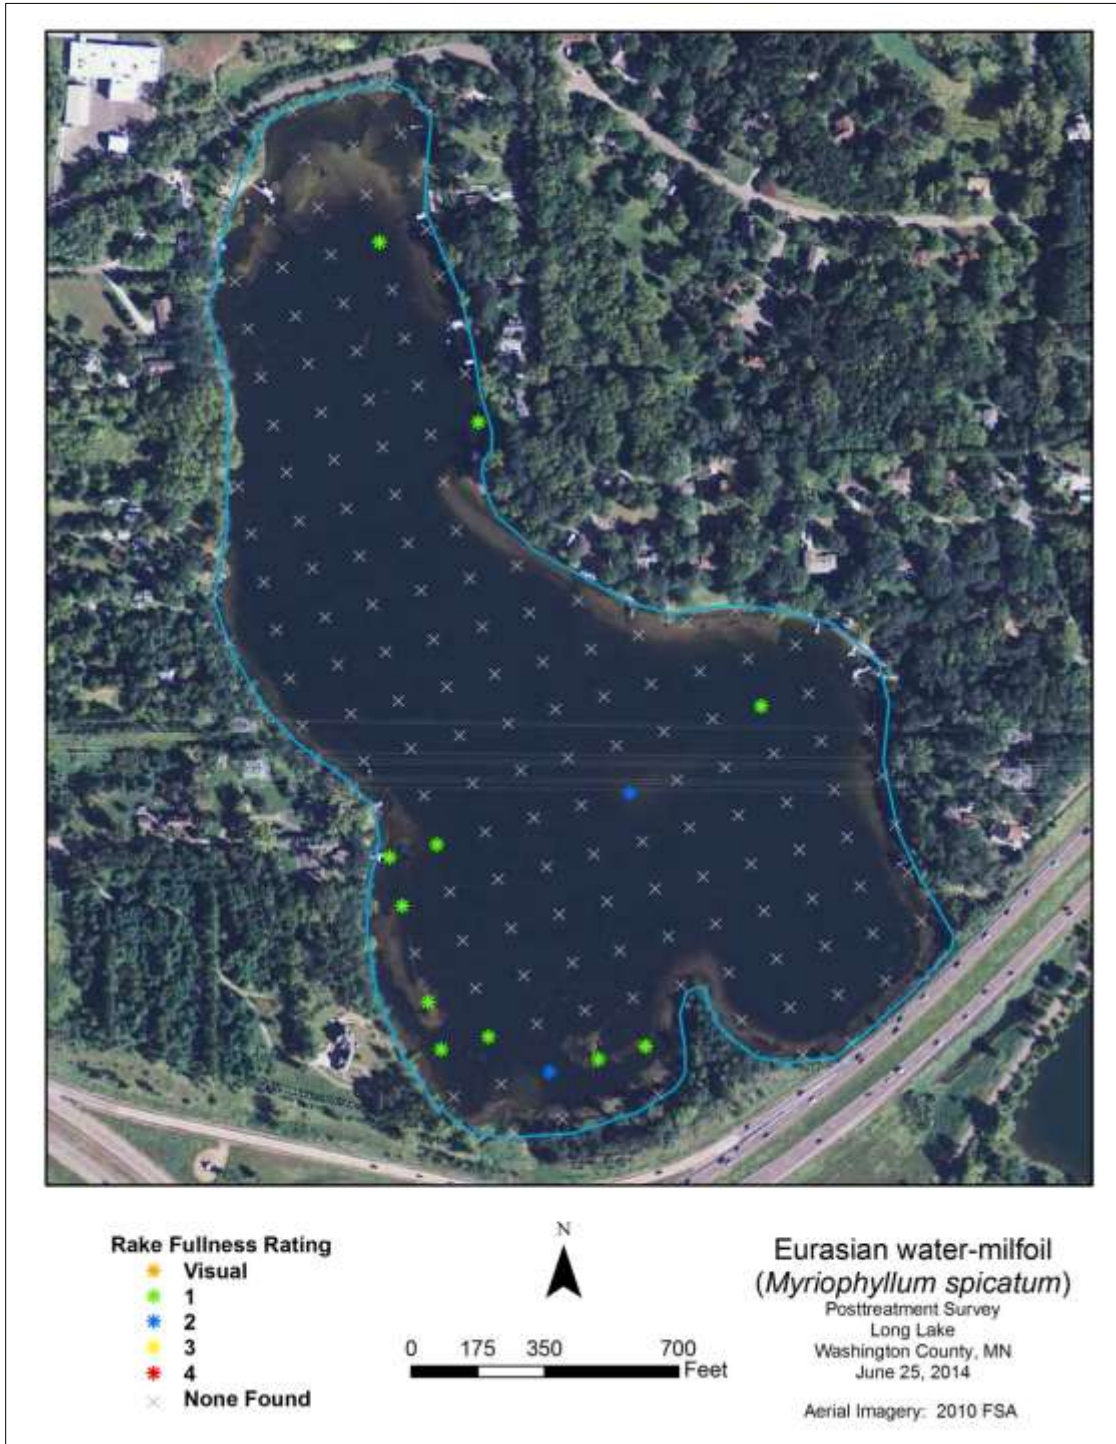 Rake Fullness Rating
Visual
1
2
3
4
None Found
N
0 175 350 700
Feet
Eurasian water-milfoil
(Myriophyllum spicatum)
Posttreatment Survey
Long Lake
Washington County, MN
June 25, 2014
Aerial Imagery: 2010 FSA